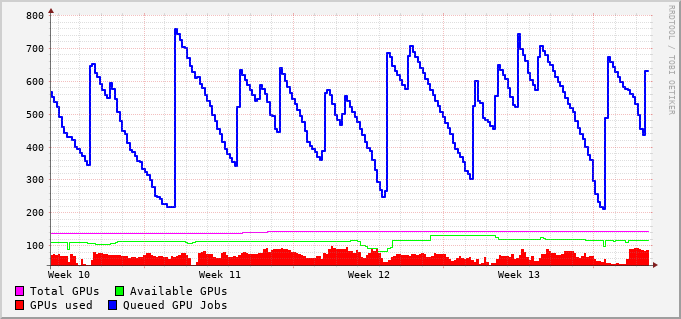 800
700
600
500
400
300
200
100
Week 10 Week 11 Week 12 Week 13
Total GPUs Available GPUs
GPUs used Queued GPU Jobs
RRDTOOL / TOBI OETIKER